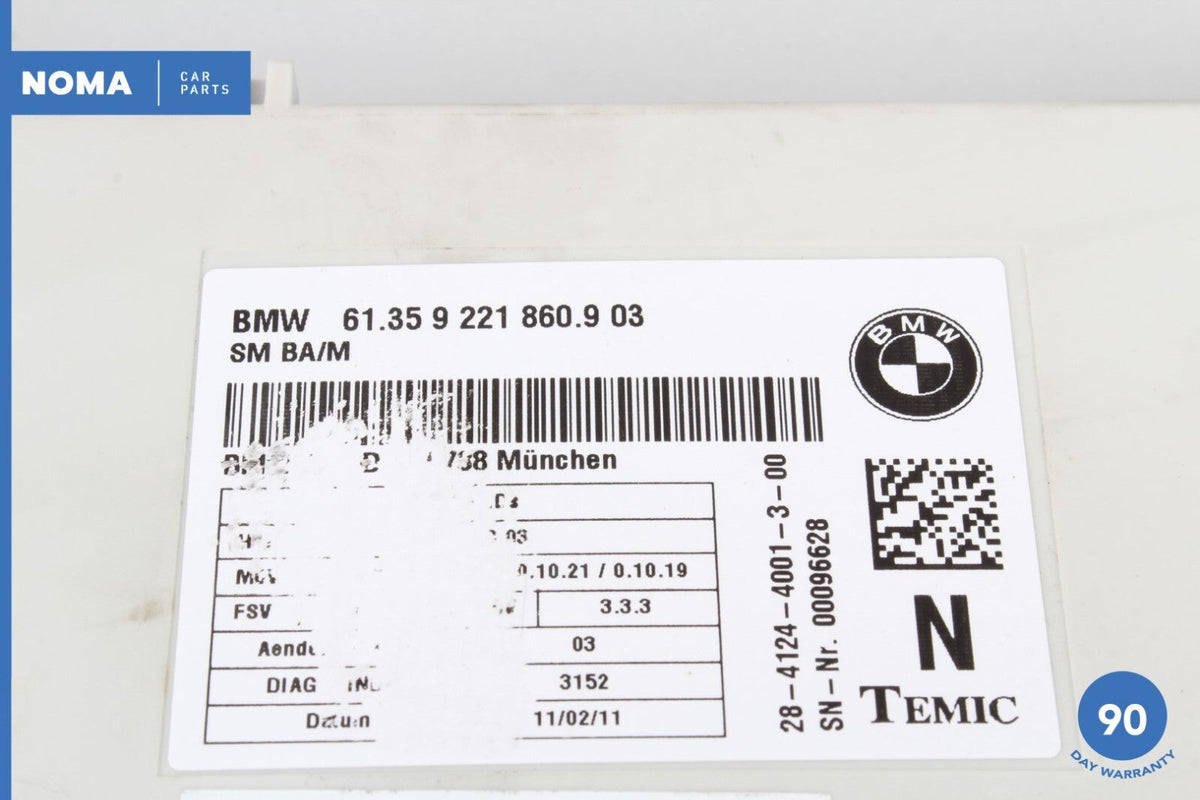 NOMA
CAR
PARTS
BMW 61.35 9 221 860.9 03
SM BA/M
BMW
München
0.10.21 / 0.10.19
FSV 3.3.3
03
DIAG 3152
Datum 11/02/11
28-4124-4001-3-00
SN-Nr. 00096628
N
TEMIC
90
DAY WARRANTY